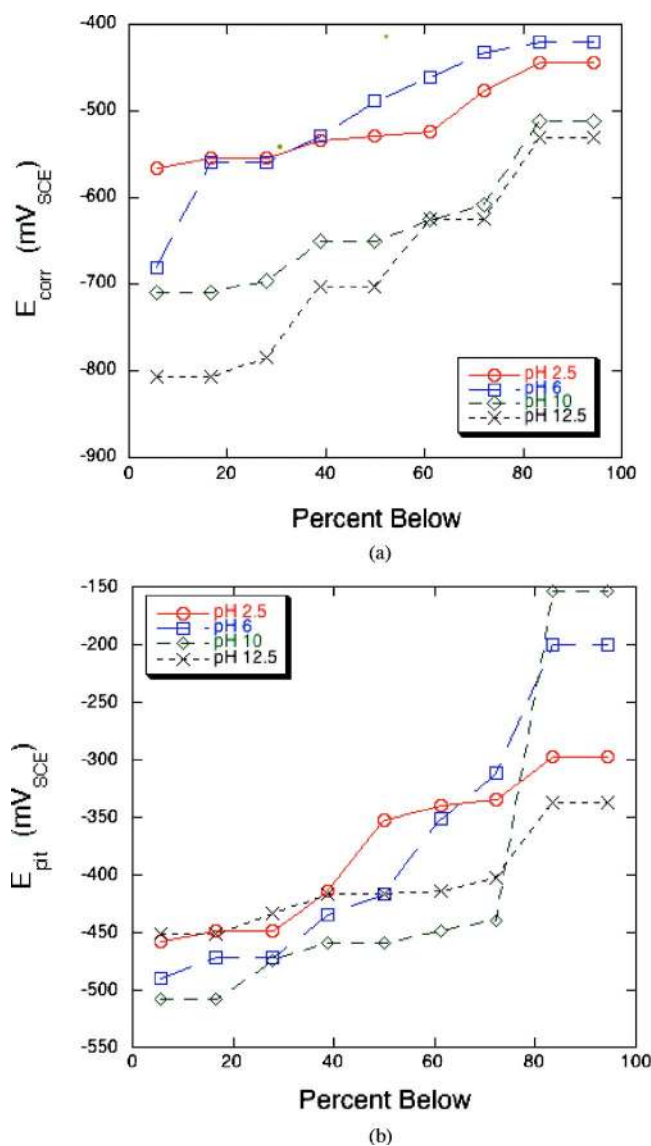 -400
-500
-600
-700
-800
-900
E corr (mV SCE)
pH 2.5
pH 6
pH 10
pH 12.5
0 20 40 60 80 100
Percent Below
(a)
-150
-200
-250
-300
-350
-400
-450
-500
-550
E pit (mV SCE)
pH 2.5
pH 6
pH 10
pH 12.5
0 20 40 60 80 100
Percent Below
(b)